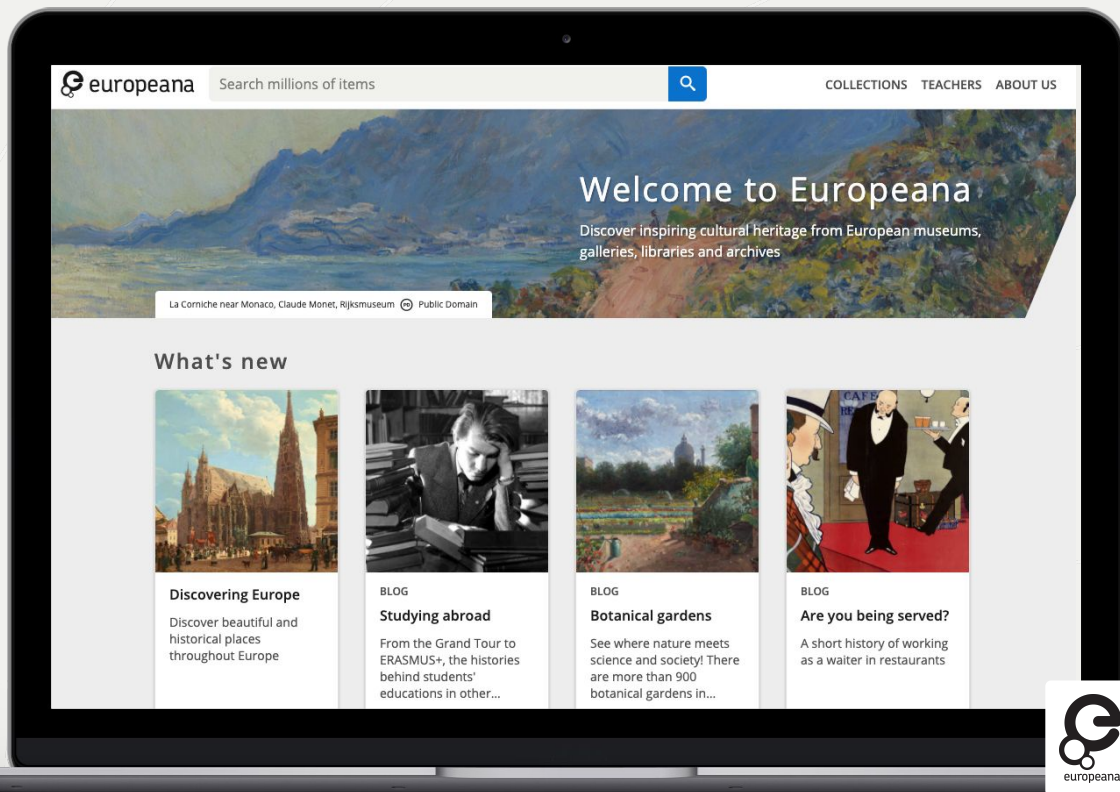 europeana
Search millions of items
COLLECTIONS TEACHERS ABOUT US
Welcome to Europeana
Discover inspiring cultural heritage from European museums,
galleries, libraries and archives
La Corniche near Monaco, Claude Monet, Rijksmuseum PD Public Domain
What's new
Discovering Europe
Discover beautiful and
historical places
throughout Europe
BLOG
Studying abroad
From the Grand Tour to
ERASMUS+, the histories
behind students'
educations in other...
BLOG
Botanical gardens
See where nature meets
science and society! There
are more than 900
botanical gardens in...
CAFE
BLOG
Are you being served?
A short history of working
as a waiter in restaurants
europeana